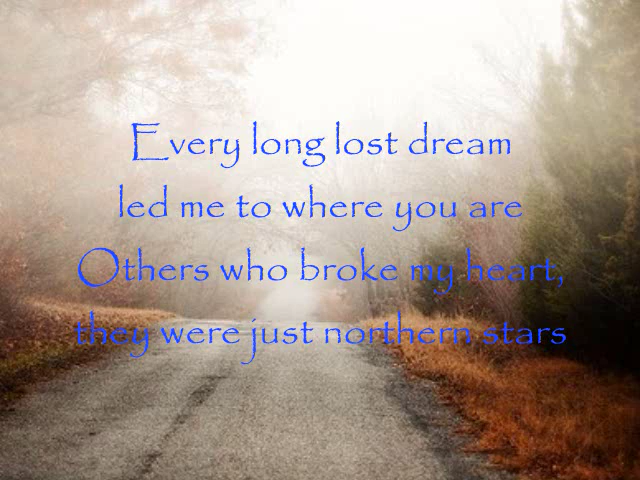 Every long lost dream
led me to where you are
Others who broke my heart,
they were just northern stars